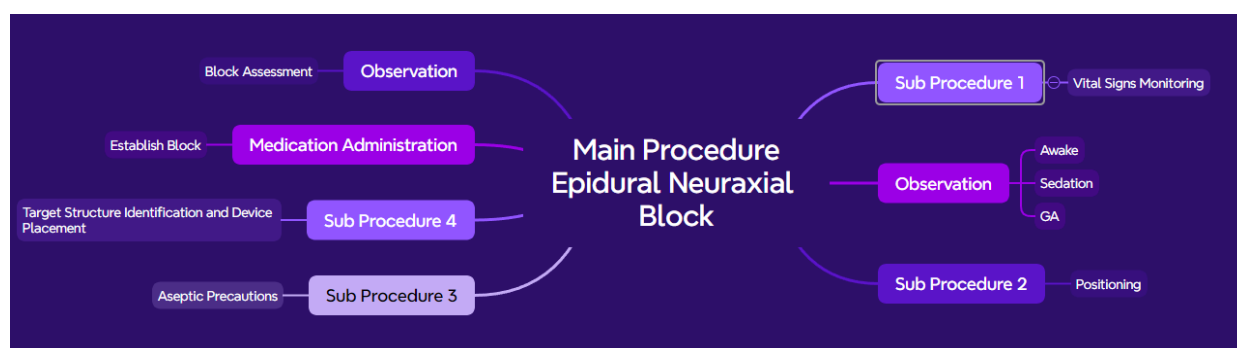 Main Procedure
Epidural Neuraxial
Block
Sub Procedure 1
Vital Signs Monitoring
Observation
Awake
Sedation
GA
Sub Procedure 2
Positioning
Sub Procedure 3
Aseptic Precautions
Sub Procedure 4
Target Structure Identification and Device
Placement
Medication Administration
Establish Block
Observation
Block Assessment